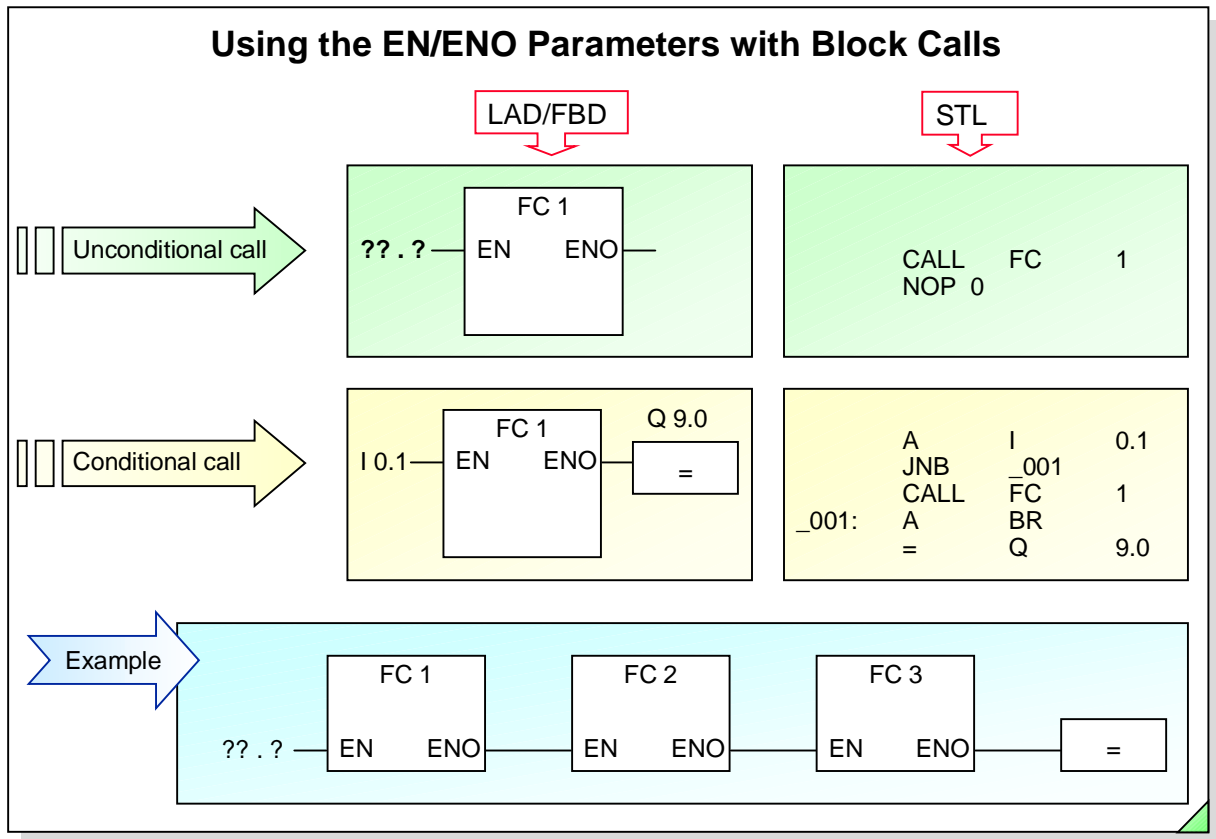 Using the EN/ENO Parameters with Block Calls
LAD/FBD
STL
Unconditional call
FC 1
?? . ?
EN
ENO
CALL FC 1
NOP 0
Conditional call
FC 1
I 0.1
EN
ENO
Q 9.0
=
A I 0.1
JNB _001
CALL FC 1
_001: A BR
= Q 9.0
Example
FC 1
FC 2
FC 3
?? . ? EN ENO EN ENO EN ENO =